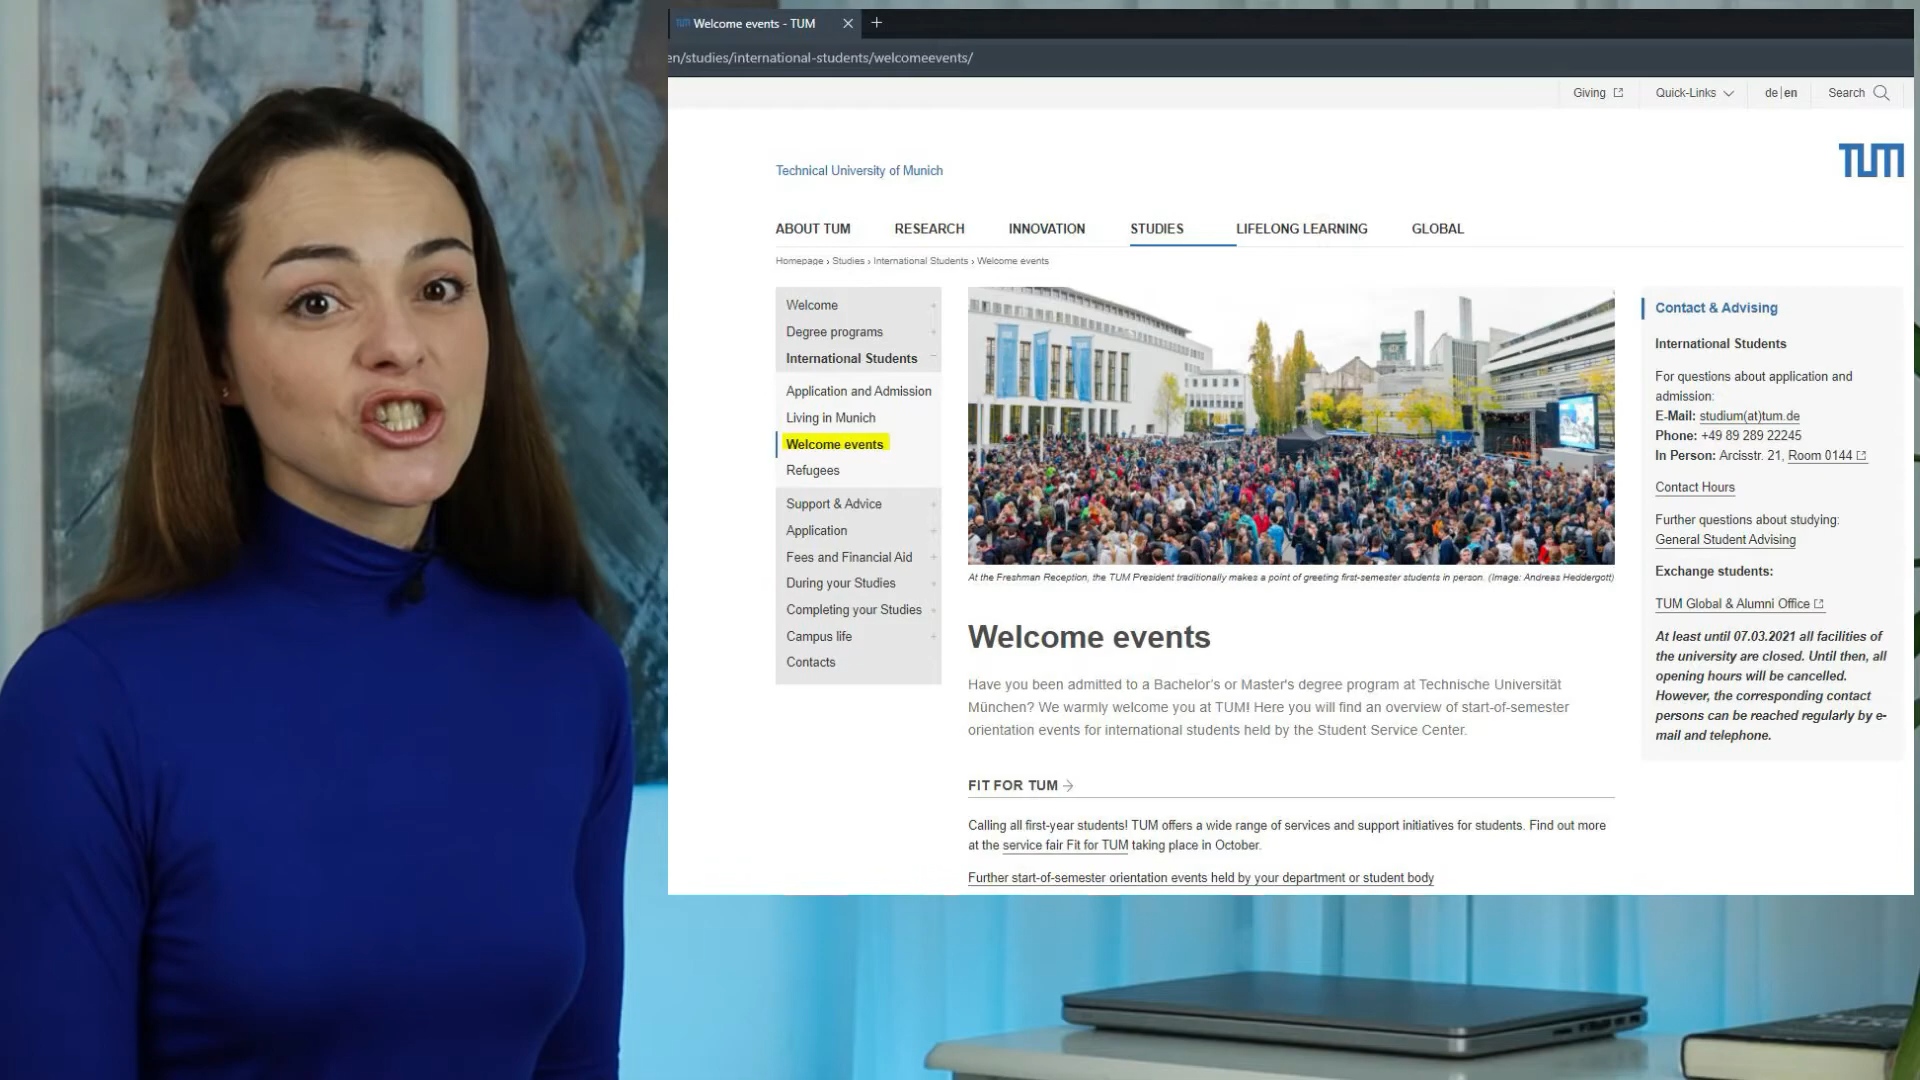 Welcome events - TUM
en/studies/international-students/welcomeevents/
Giving
Quick-Links
de|en
Search
Technical University of Munich
TUM
ABOUT TUM
RESEARCH
INNOVATION
STUDIES
LIFELONG LEARNING
GLOBAL
Homepage › Studies › International Students › Welcome events
Welcome
Degree programs
International Students
Application and Admission
Living in Munich
Welcome events
Refugees
Support & Advice
Application
Fees and Financial Aid
During your Studies
Completing your Studies
Campus life
Contacts
At the Freshman Reception, the TUM President traditionally makes a point of greeting first-semester students in person. (Image: Andreas Heddergott)
Welcome events
Have you been admitted to a Bachelor's or Master's degree program at Technische Universität
München? We warmly welcome you at TUM! Here you will find an overview of start-of-semester
orientation events for international students held by the Student Service Center.
FIT FOR TUM
Calling all first-year students! TUM offers a wide range of services and support initiatives for students. Find out more
at the service fair Fit for TUM taking place in October.
Further start-of-semester orientation events held by your department or student body
Contact & Advising
International Students
For questions about application and
admission:
E-Mail: studium(at)tum.de
Phone: +49 89 289 22245
In Person: Arcisstr. 21, Room 0144
Contact Hours
Further questions about studying:
General Student Advising
Exchange students:
TUM Global & Alumni Office
At least until 07.03.2021 all facilities of
the university are closed. Until then, all
opening hours will be cancelled.
However, the corresponding contact
persons can be reached regularly by e-
mail and telephone.